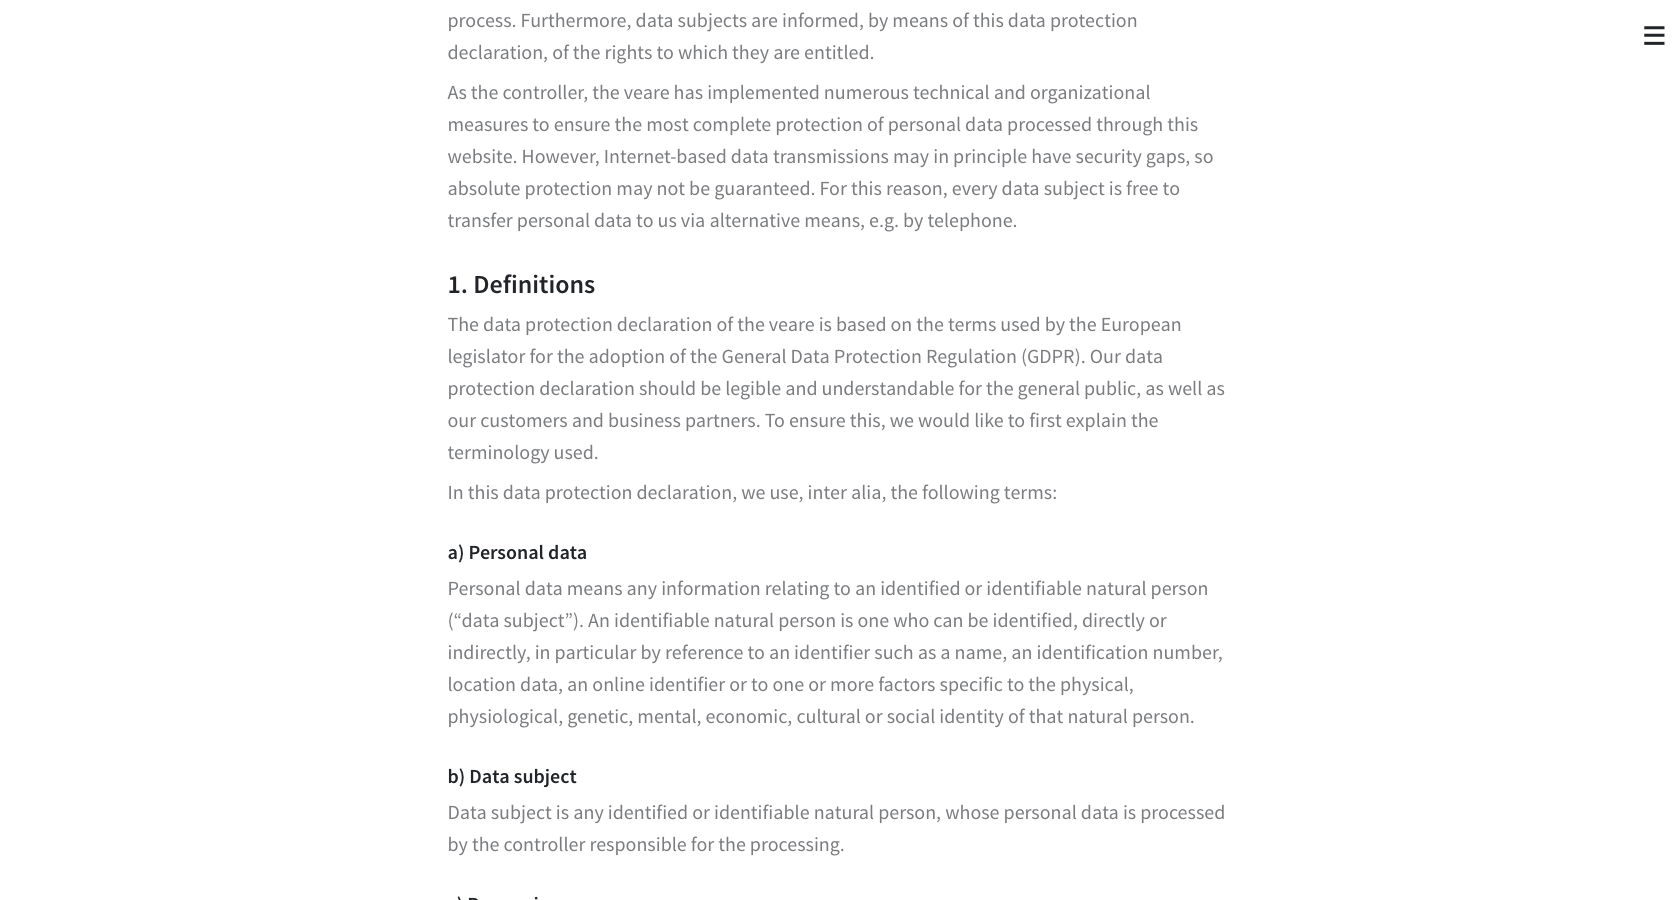 process. Furthermore, data subjects are informed, by means of this data protection
declaration, of the rights to which they are entitled.
As the controller, the veare has implemented numerous technical and organizational
measures to ensure the most complete protection of personal data processed through this
website. However, Internet-based data transmissions may in principle have security gaps, so
absolute protection may not be guaranteed. For this reason, every data subject is free to
transfer personal data to us via alternative means, e.g. by telephone.
1. Definitions
The data protection declaration of the veare is based on the terms used by the European
legislator for the adoption of the General Data Protection Regulation (GDPR). Our data
protection declaration should be legible and understandable for the general public, as well as
our customers and business partners. To ensure this, we would like to first explain the
terminology used.
In this data protection declaration, we use, inter alia, the following terms:
a) Personal data
Personal data means any information relating to an identified or identifiable natural person
(“data subject”). An identifiable natural person is one who can be identified, directly or
indirectly, in particular by reference to an identifier such as a name, an identification number,
location data, an online identifier or to one or more factors specific to the physical,
physiological, genetic, mental, economic, cultural or social identity of that natural person.
b) Data subject
Data subject is any identified or identifiable natural person, whose personal data is processed
by the controller responsible for the processing.